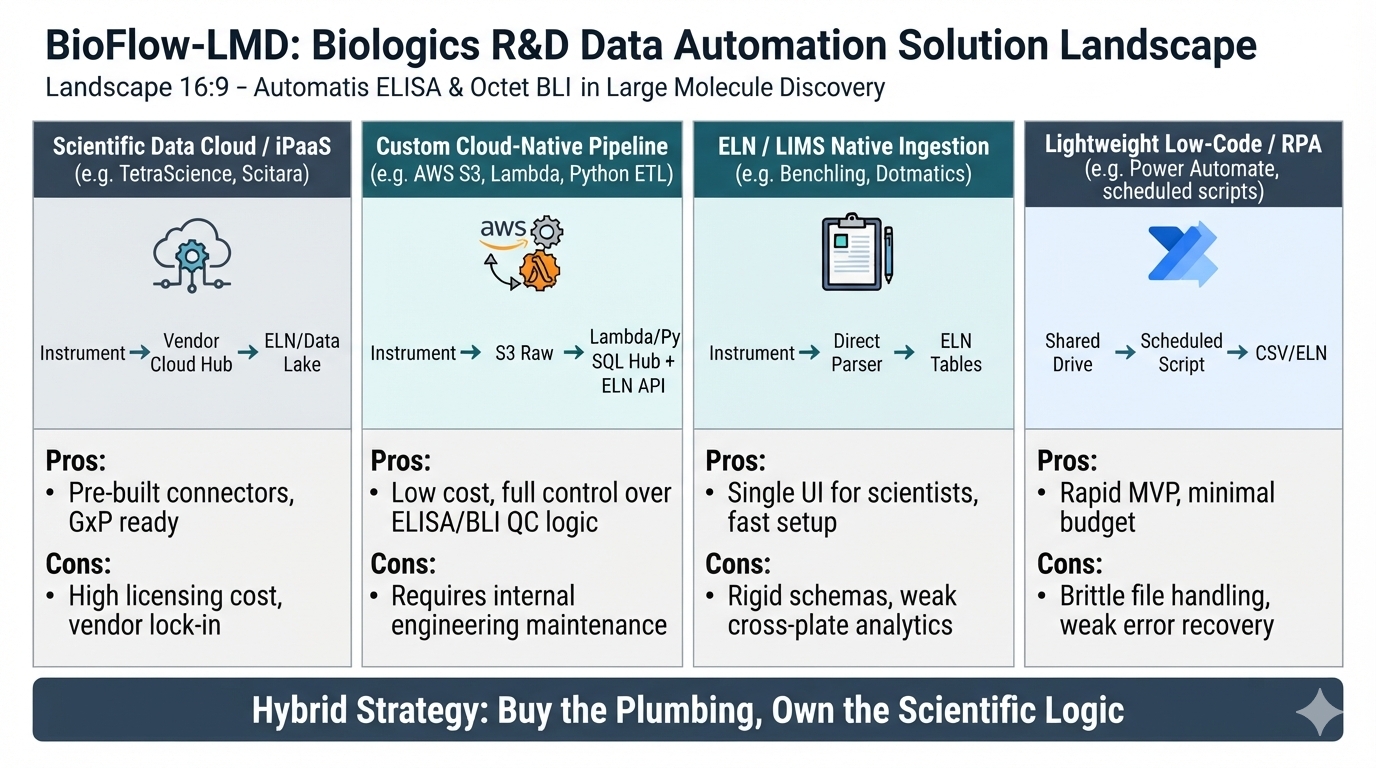 BioFlow-LMD: Biologics R&D Data Automation Solution Landscape
Landscape 16:9 – Automatis ELISA & Octet BLI in Large Molecule Discovery
Scientific Data Cloud / iPaaS
(e.g. TetraScience, Scitara)
Instrument
Vendor
Cloud Hub
ELN/Data
Lake
Pros:
• Pre-built connectors,
GxP ready
Cons:
• High licensing cost,
vendor lock-in
Custom Cloud-Native Pipeline
(e.g. AWS S3, Lambda, Python ETL)
aws
λ
Instrument
S3 Raw
Lambda/Py
SQL Hub +
ELN API
Pros:
• Low cost, full control over
ELISA/BLI QC logic
Cons:
• Requires internal
engineering maintenance
ELN / LIMS Native Ingestion
(e.g. Benchling, Dotmatics)
Instrument
Direct
Parser
ELN
Tables
Pros:
• Single UI for scientists,
fast setup
Cons:
• Rigid schemas, weak
cross-plate analytics
Lightweight Low-Code / RPA
(e.g. Power Automate,
scheduled scripts)
Shared
Drive
Scheduled
Script
CSV/ELN
Pros:
• Rapid MVP, minimal
budget
Cons:
• Brittle file handling,
weak error recovery
Hybrid Strategy: Buy the Plumbing, Own the Scientific Logic